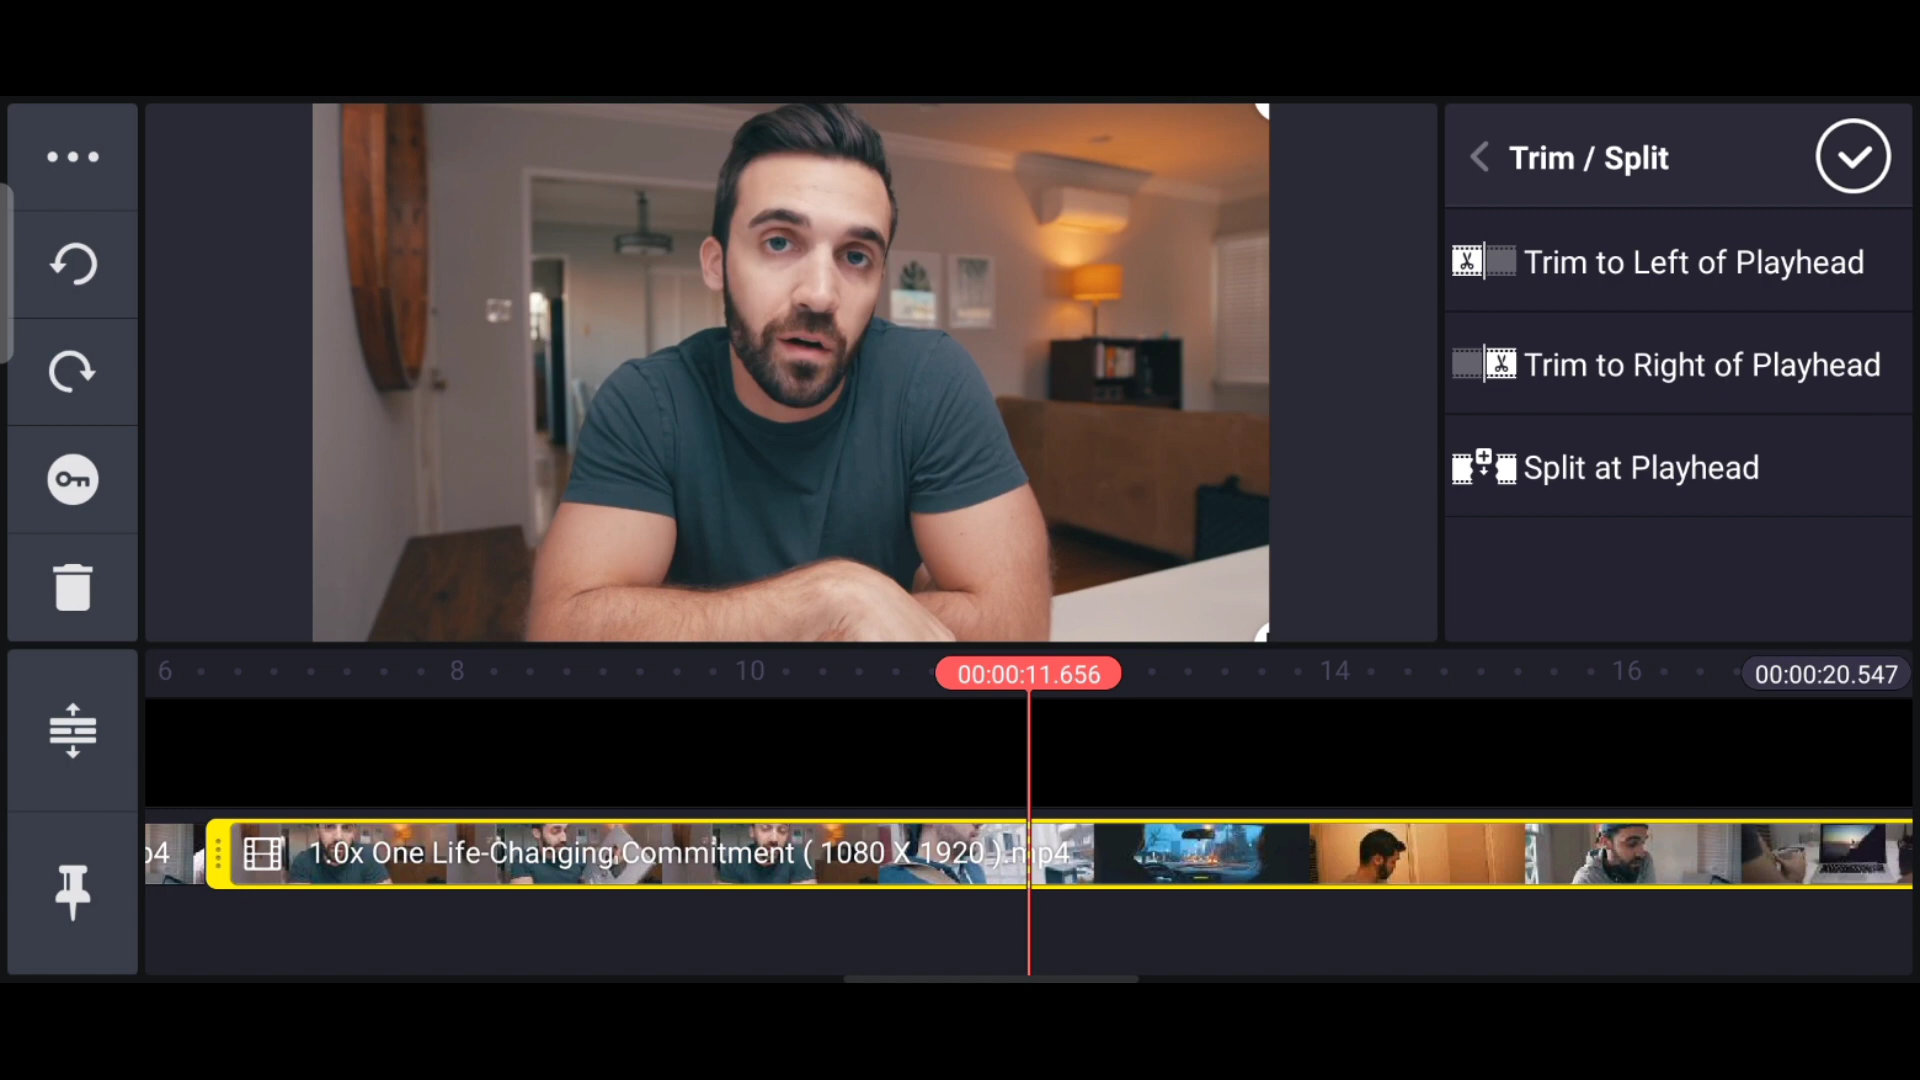 Trim / Split
Trim to Left of Playhead
Trim to Right of Playhead
Split at Playhead
6 8 10 00:00:11.656 14 16 00:00:20.547
p4 1.0x One Life-Changing Commitment ( 1080 X 1920 ).mp4